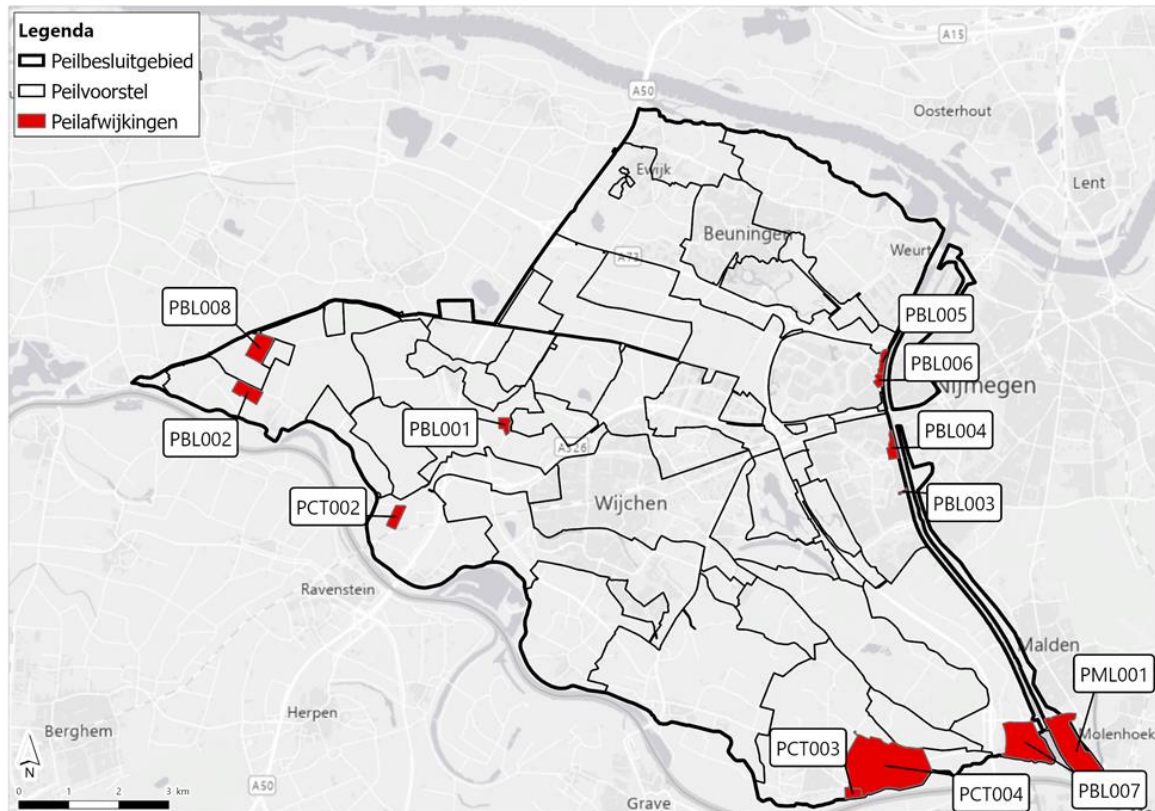 Legenda
Peilbesluitgebied
Peilvoorstel
Peilafwijkingen
A15
A50
Oosterhout
Ewijk
Lent
Beuningen
Weurt
A73
PBL008
PBL005
PBL006
Nijmegen
PBL002
PBL001
PBL004
A326
PCT002
Wijchen
PBL003
Ravenstein
Malden
PML001
Herpen
Berghem
Molenhoek
PCT003
N
A50
PCT004
PBL007
0 1 2 3 km
Grave